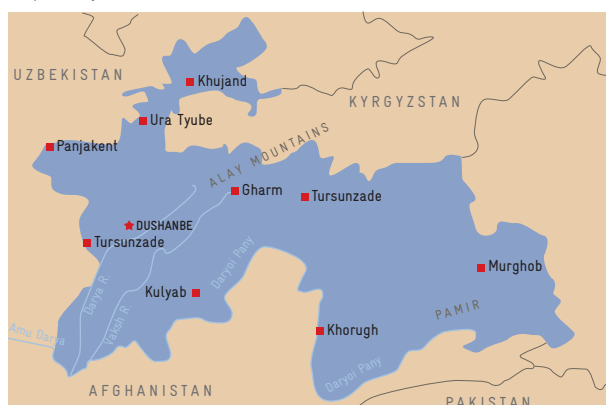 UZBEKISTAN
Khujand
KYRGYZSTAN
Ura Tyube
Panjakent
ALAY MOUNTAINS
Gharm
Tursunzade
DUSHANBE
Tursunzade
Daryoi Pany
Murghob
Darya R.
Kulyab
Vaksh R.
PAMIR
Khorugh
Amu Darya
Daryoi Pany
AFGHANISTAN
PAKISTAN